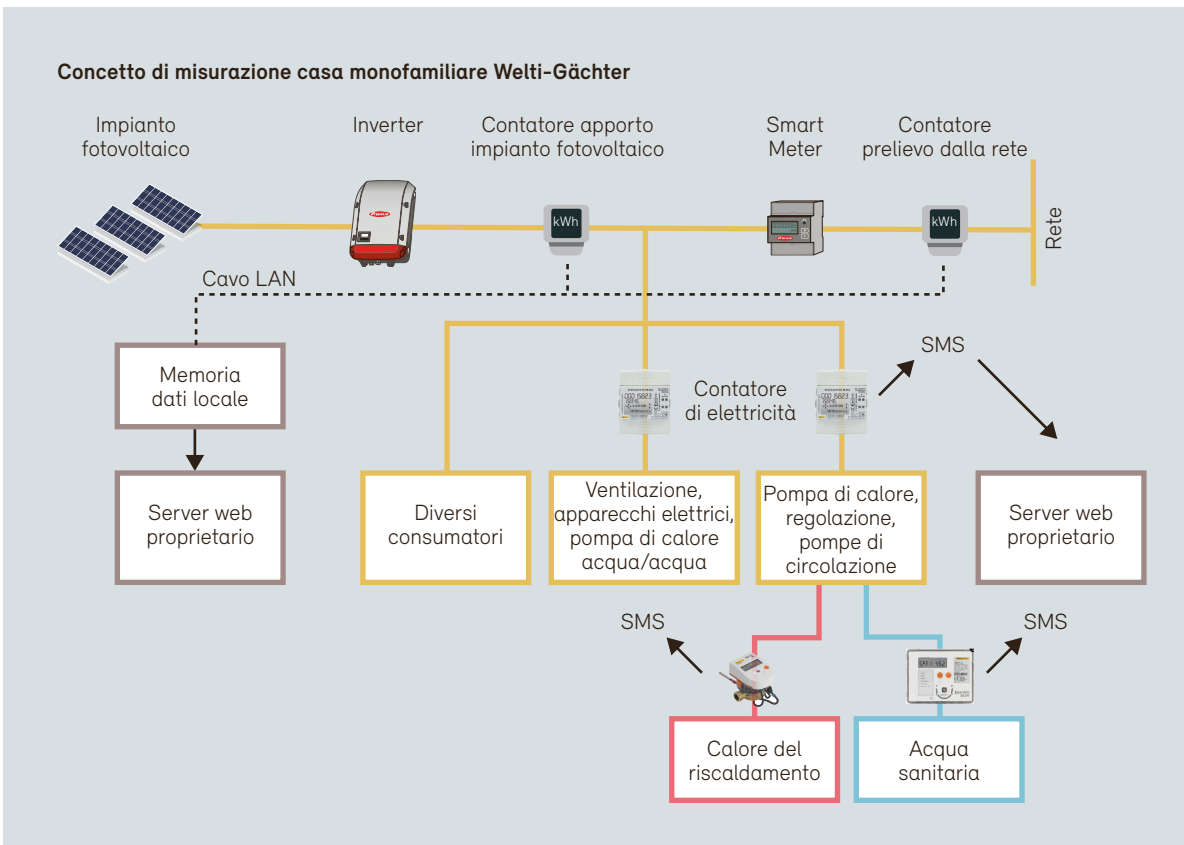 Concetto di misurazione casa monofamiliare Welti-Gächter
Impianto
fotovoltaico
Inverter
Contatore apporto
impianto fotovoltaico
Smart
Meter
Contatore
prelievo dalla rete
Fronius
kWh
kWh
Rete
Cavo LAN
Memoria
dati locale
Server web
proprietario
Contatore
di elettricità
SMS
Diversi
consumatori
Ventilazione,
apparecchi elettrici,
pompa di calore
acqua/acqua
Pompa di calore,
regolazione,
pompe di
circolazione
Server web
proprietario
SMS
SMS
Calore del
riscaldamento
Acqua
sanitaria